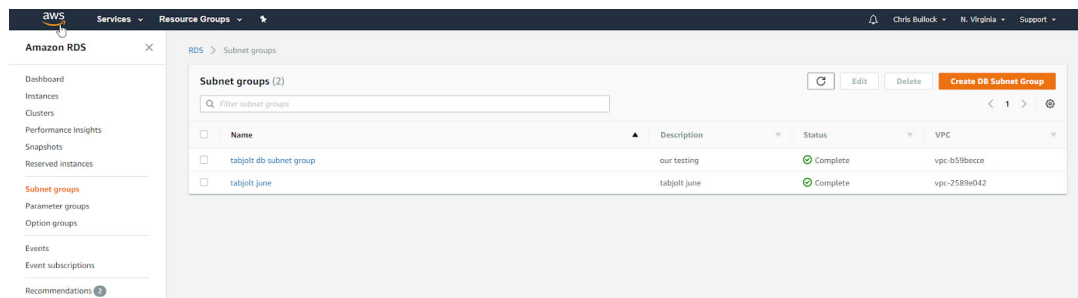 aws Services Resource Groups Chris Bullock N. Virginia Support
Amazon RDS
Dashboard
Instances
Clusters
Performance Insights
Snapshots
Reserved instances
Subnet groups
Parameter groups
Option groups
Events
Event subscriptions
Recommendations 2
RDS > Subnet groups
Subnet groups (2) Edit Delete Create DB Subnet Group
Filter subnet groups < 1 >
Name Description Status VPC
tabjolt db subnet group our testing Complete vpc-b59becce
tabjolt june tabjolt june Complete vpc-2589e042